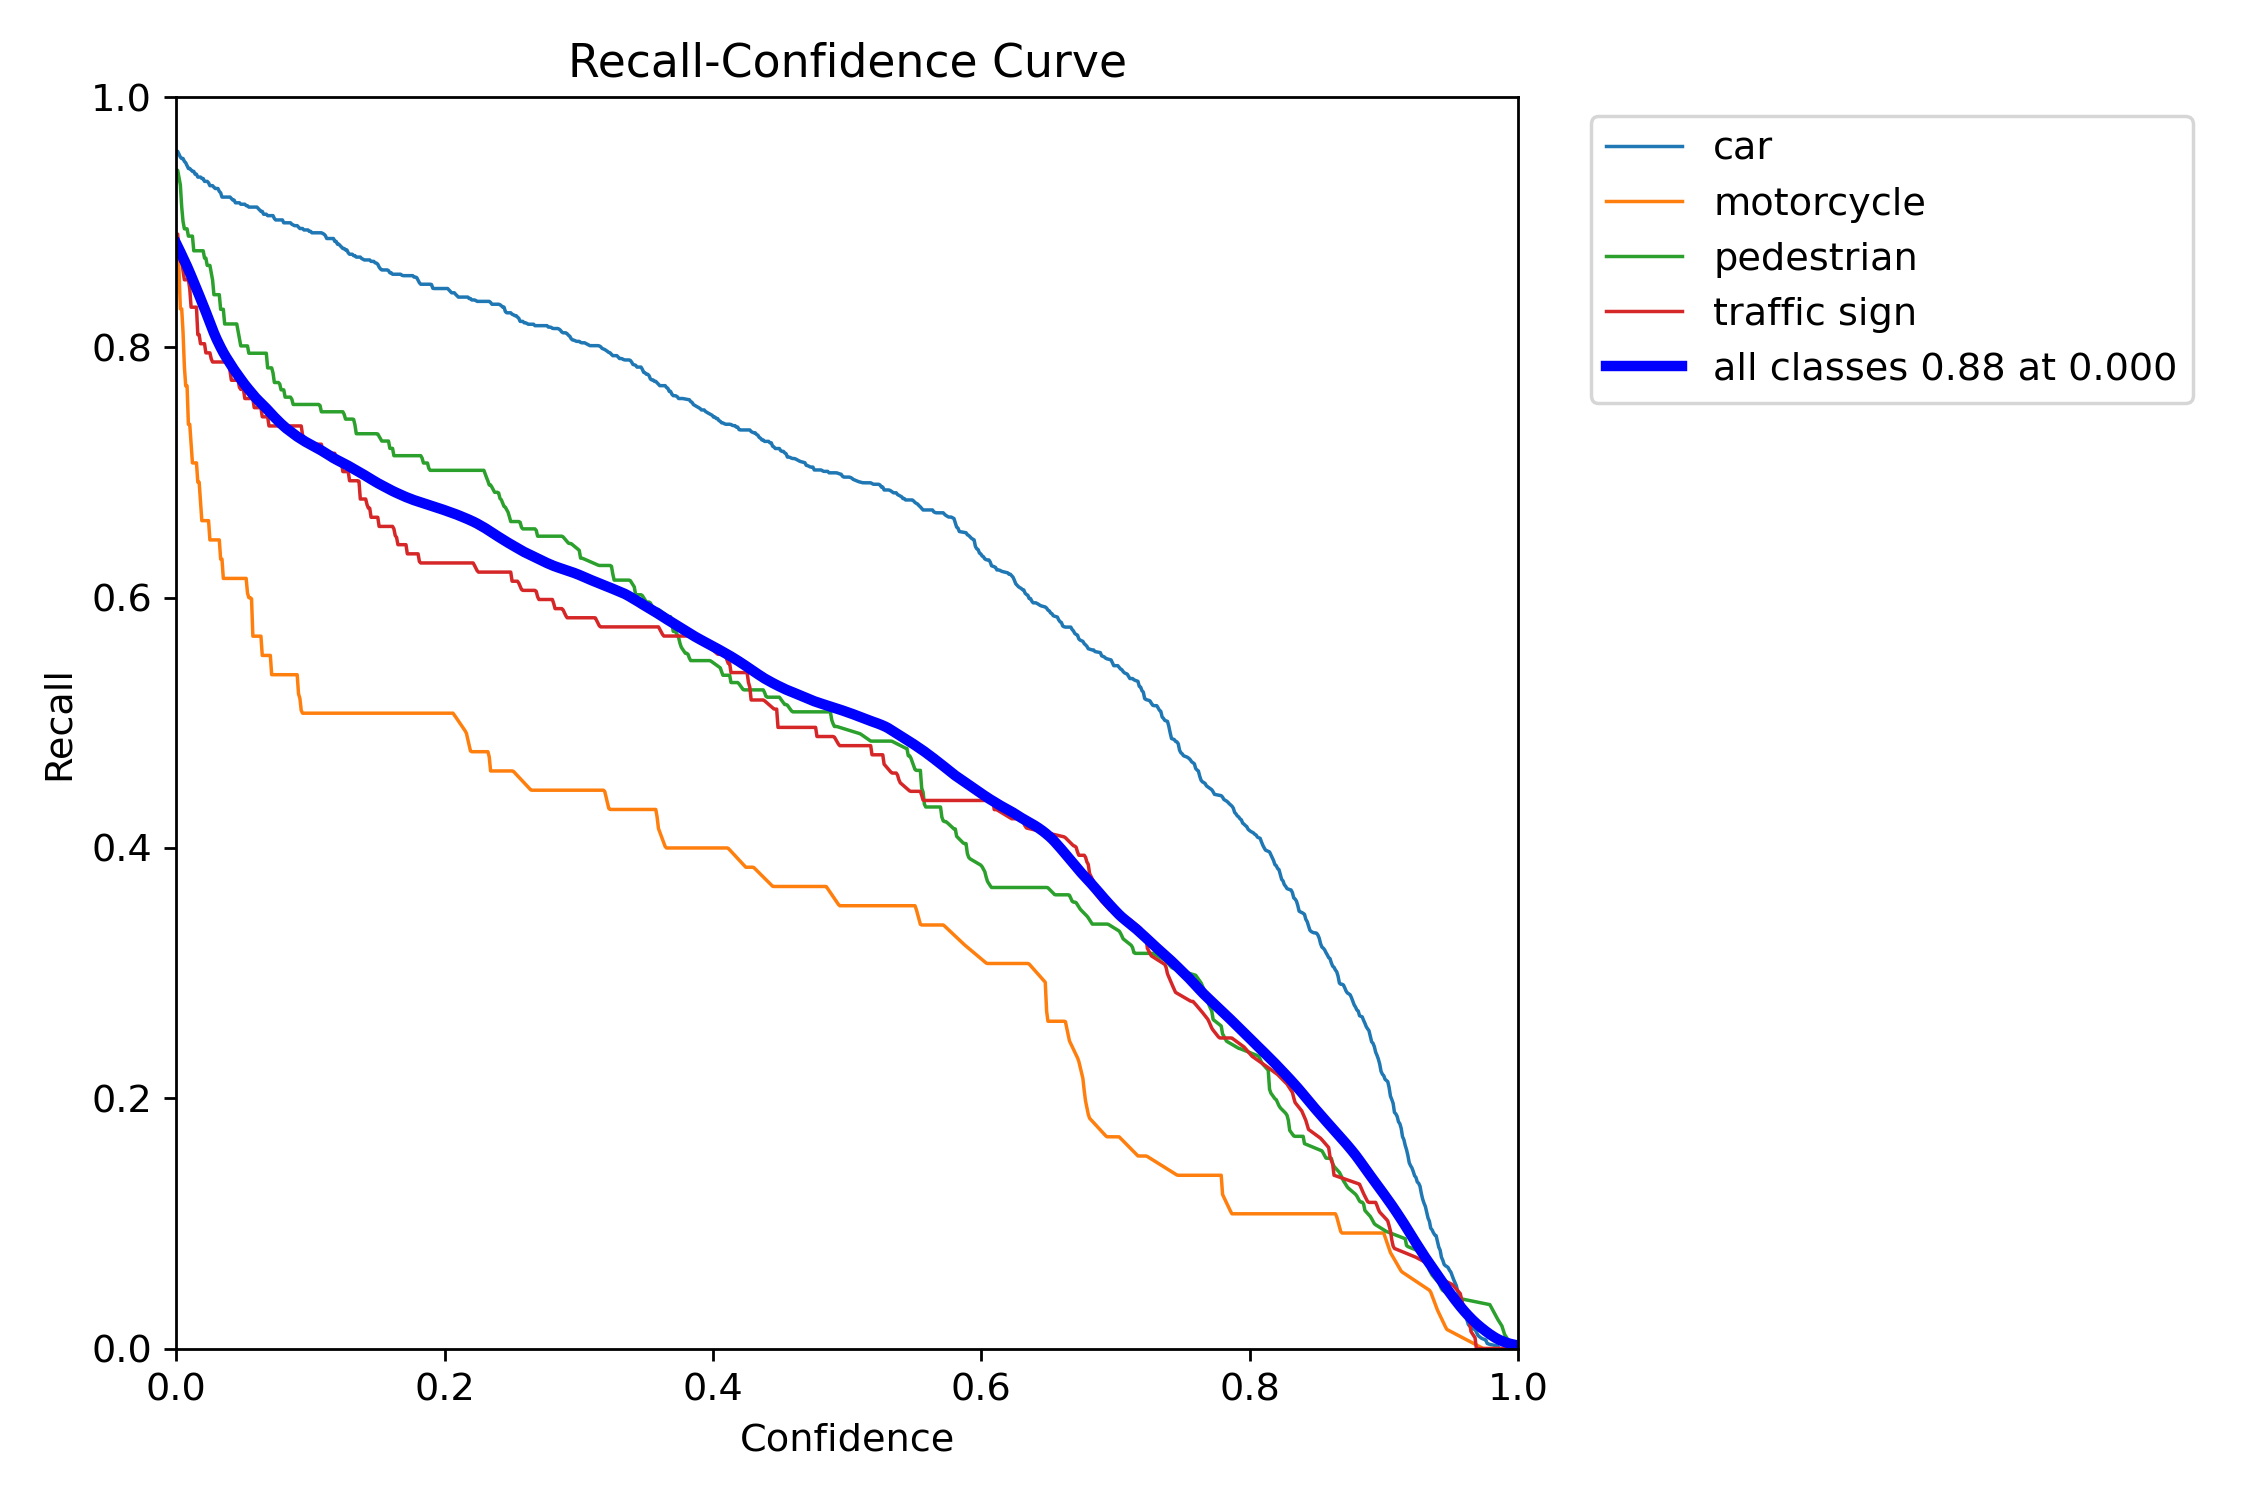 Recall-Confidence Curve
1.0
0.8
0.6
0.4
0.2
0.0
Recall
0.0 0.2 0.4 0.6 0.8 1.0
Confidence
car
motorcycle
pedestrian
traffic sign
all classes 0.88 at 0.000